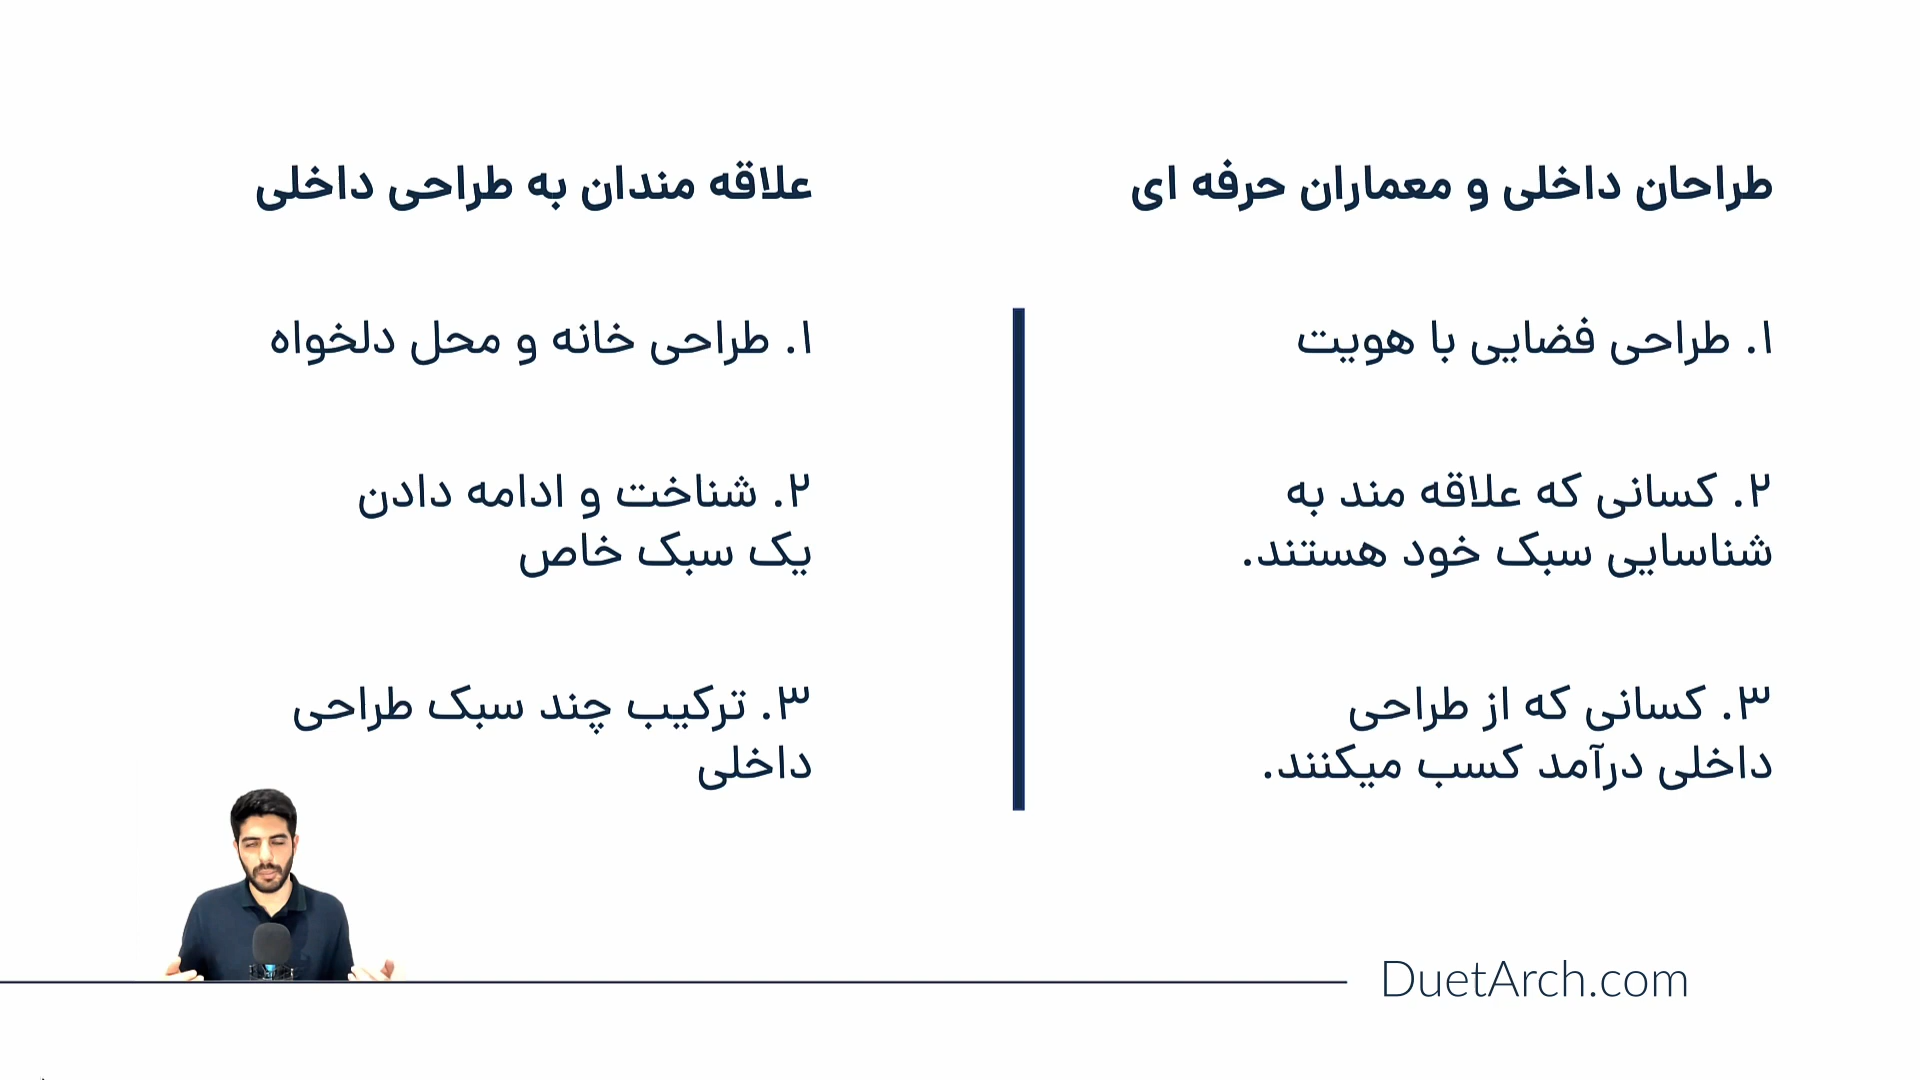 طراحان داخلی و معماران حرفه ای
۱. طراحی فضایی با هویت
۲. کسانی که علاقه مند به
شناسایی سبک خود هستند.
۳. کسانی که از طراحی
داخلی درآمد کسب میکنند.
علاقه مندان به طراحی داخلی
۱. طراحی خانه و محل دلخواه
۲. شناخت و ادامه دادن
یک سبک خاص
۳. ترکیب چند سبک طراحی
داخلی
DuetArch.com